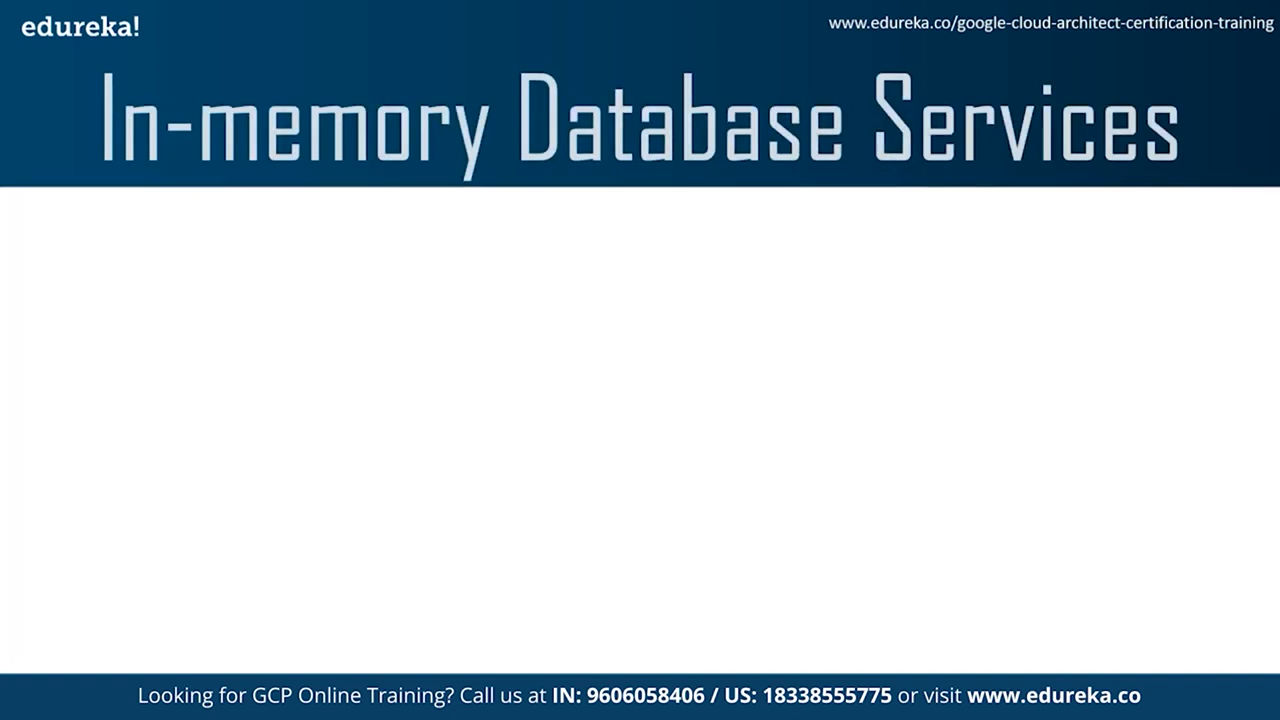 edureka!
www.edureka.co/google-cloud-architect-certification-training
In-memory Database Services
Looking for GCP Online Training? Call us at IN: 9606058406 / US: 18338555775 or visit www.edureka.co